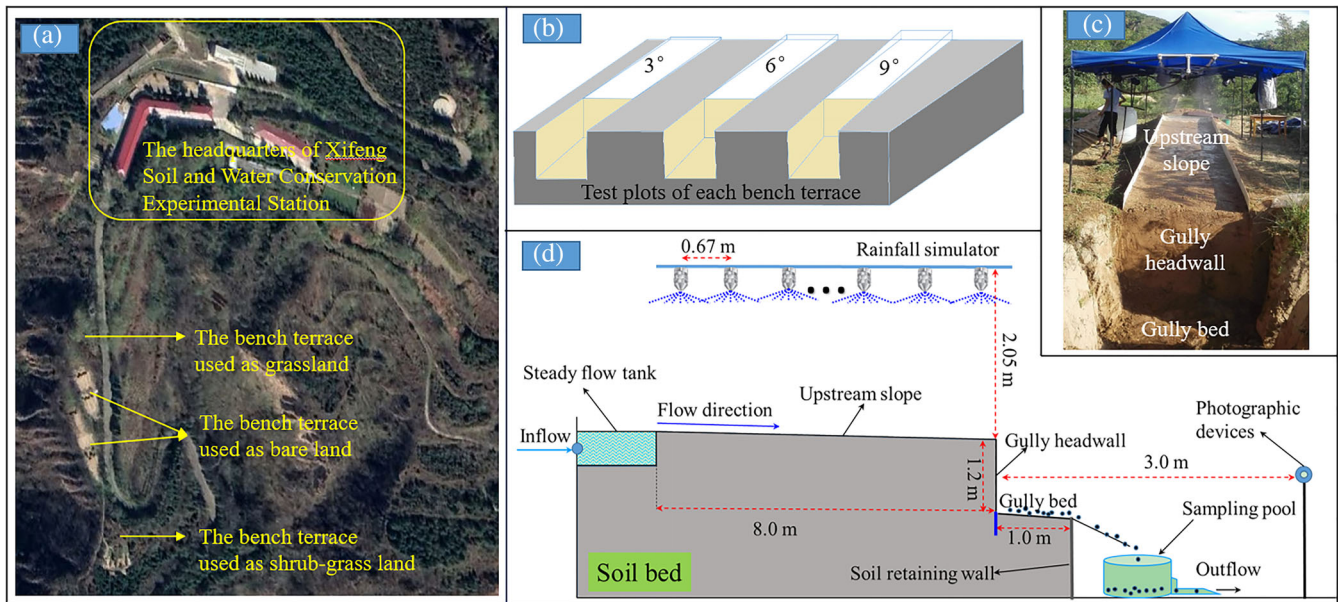 (a)
The headquarters of Xifeng
Soil and Water Conservation
Experimental Station
The bench terrace
used as grassland
The bench terrace
used as bare land
The bench terrace
used as shrub-grass land
(b)
3°
6°
9°
Test plots of each bench terrace
(c)
Upstream
slope
Gully
headwall
Gully bed
(d)
0.67 m
Rainfall simulator
2.05 m
Steady flow tank
Flow direction
Upstream slope
Photographic
devices
Inflow
Gully headwall
3.0 m
1.2 m
Gully bed
8.0 m
1.0 m
Sampling pool
Soil bed
Soil retaining wall
Outflow